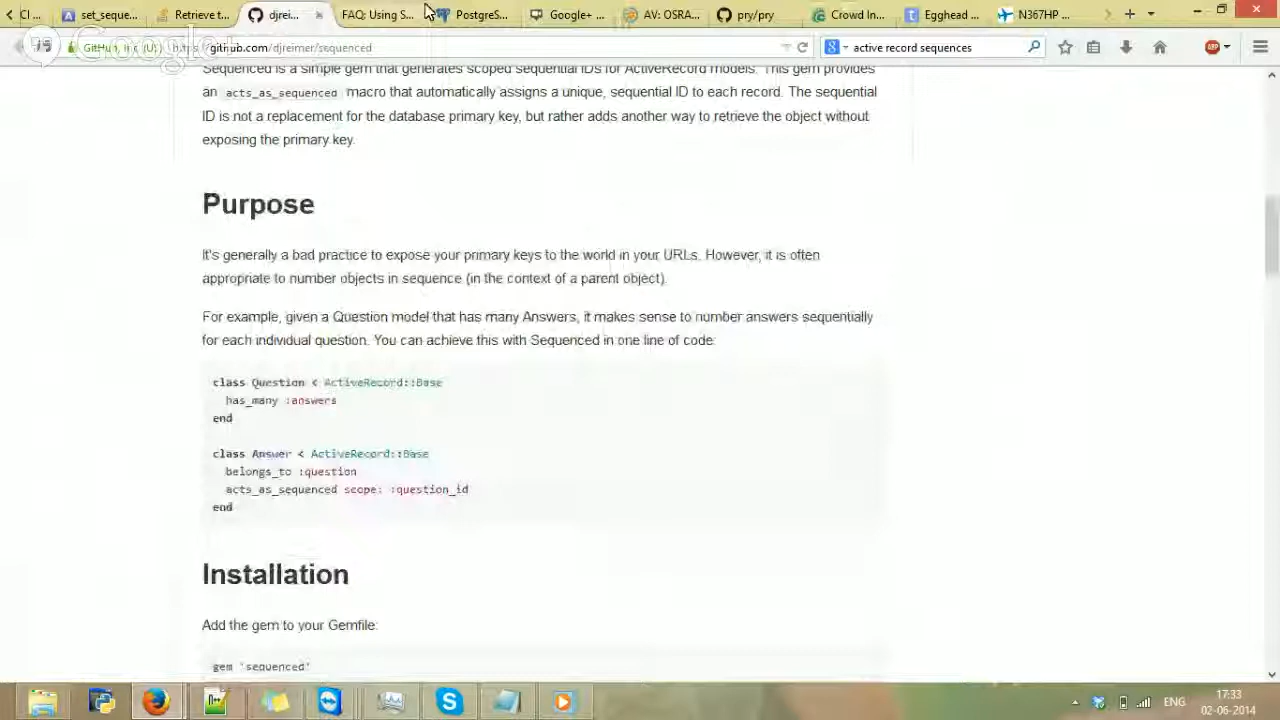 Cl
set_seque...
Retrieve t...
djrei...
FAQ: Using S...
PostgreS...
Google+ ...
AV: OSRA...
pry/pry
Crowd In...
Egghead ...
N367HP ...
GitHub, Inc. (US)
https://github.com/djreimer/sequenced
active record sequences
Sequenced is a simple gem that generates scoped sequential IDs for ActiveRecord models. This gem provides
an acts_as_sequenced macro that automatically assigns a unique, sequential ID to each record. The sequential
ID is not a replacement for the database primary key, but rather adds another way to retrieve the object without
exposing the primary key.
Purpose
It's generally a bad practice to expose your primary keys to the world in your URLs. However, it is often
appropriate to number objects in sequence (in the context of a parent object).
For example, given a Question model that has many Answers, it makes sense to number answers sequentially
for each individual question. You can achieve this with Sequenced in one line of code:
class Question < ActiveRecord::Base
has_many :answers
end
class Answer < ActiveRecord::Base
belongs_to :question
acts_as_sequenced scope: :question_id
end
Installation
Add the gem to your Gemfile:
gem 'sequenced'
ENG
17:33
02-06-2014